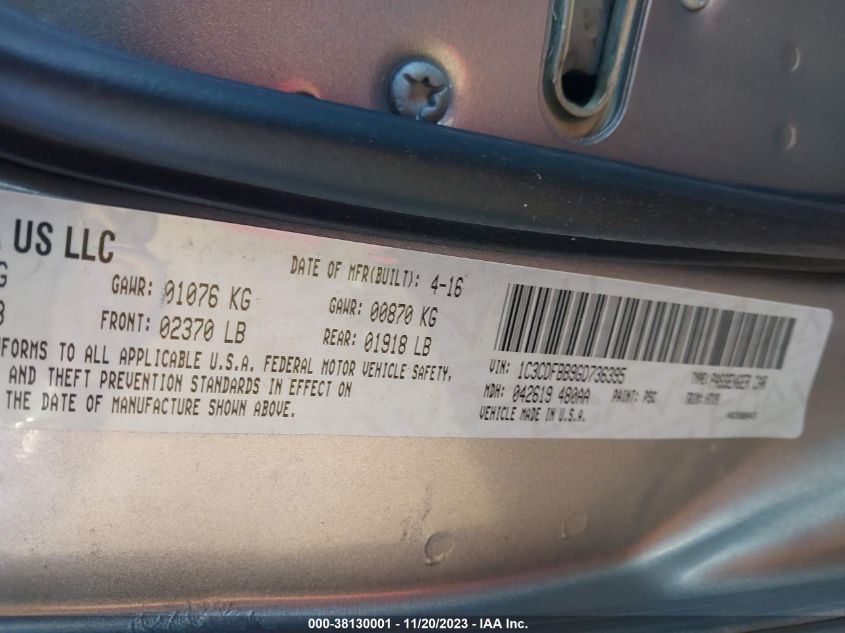 US LLC
G
GAWR: 01076 KG
FRONT: 02370 LB
DATE OF MFR(BUILT): 4-16
GAWR: 00870 KG
REAR: 01918 LB
FORMS TO ALL APPLICABLE U.S.A. FEDERAL MOTOR VEHICLE SAFETY,
AND THEFT PREVENTION STANDARDS IN EFFECT ON
THE DATE OF MANUFACTURE SHOWN ABOVE.
VIN: 1C3CDFBB9GD736395 TYPE: PASSENGER CAR
MDH: 042619 480AA PAINT: PSC TRIM:
VEHICLE MADE IN U.S.A.
000-38130001 - 11/20/2023 - IAA Inc.